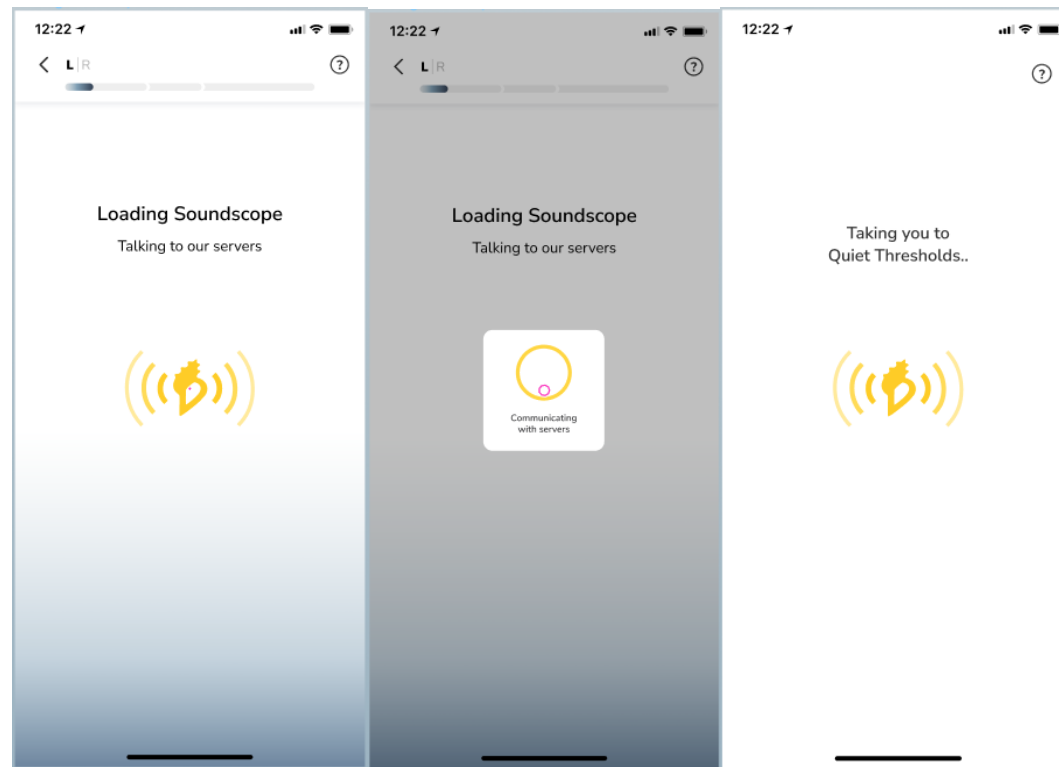 12:22
L|R
?
Loading Soundscope
Talking to our servers
12:22
L|R
?
Loading Soundscope
Talking to our servers
Communicating
with servers
12:22
?
Taking you to
Quiet Thresholds..